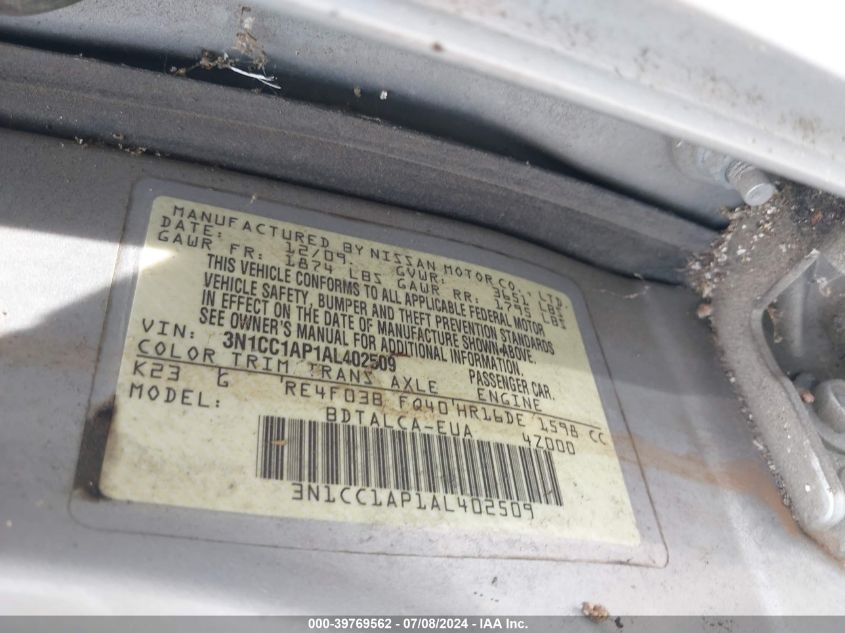 MANUFACTURED BY NISSAN MOTOR CO., LTD
DATE: 12/09 GVWR: 3651 LBS
GAWR FR: 1874 LBS GAWR RR: 1795 LBS
THIS VEHICLE CONFORMS TO ALL APPLICABLE FEDERAL MOTOR
VEHICLE SAFETY, BUMPER AND THEFT PREVENTION STANDARDS
IN EFFECT ON THE DATE OF MANUFACTURE SHOWN ABOVE.
SEE OWNER'S MANUAL FOR ADDITIONAL INFORMATION.
VIN: 3N1CC1AP1AL402509 PASSENGER CAR.
COLOR TRIM TRANS AXLE ENGINE
K23 G RE4F03B FQ40 HR16DE 1598 CC
MODEL: BDTALCA-EUA 4Z000
3N1CC1AP1AL402509
000-39769562 - 07/08/2024 - IAA Inc.